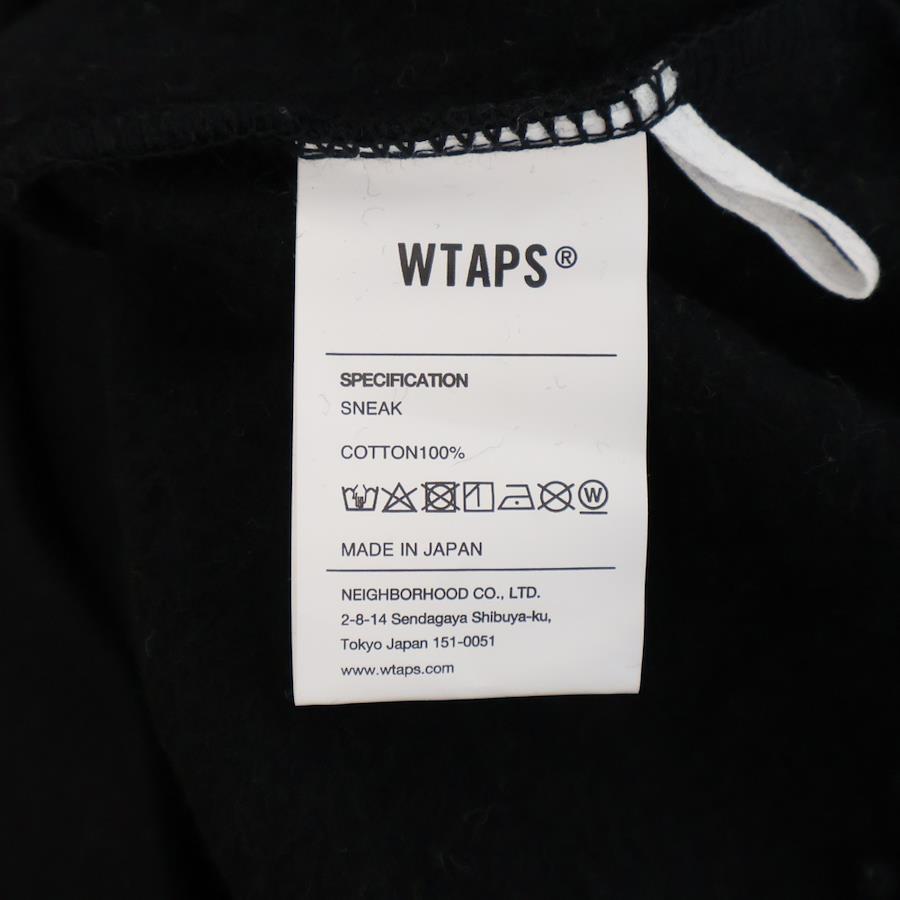 WTAPS®
SPECIFICATION
SNEAK
COTTON100%
W
MADE IN JAPAN
NEIGHBORHOOD CO., LTD.
2-8-14 Sendagaya Shibuya-ku,
Tokyo Japan 151-0051
www.wtaps.com